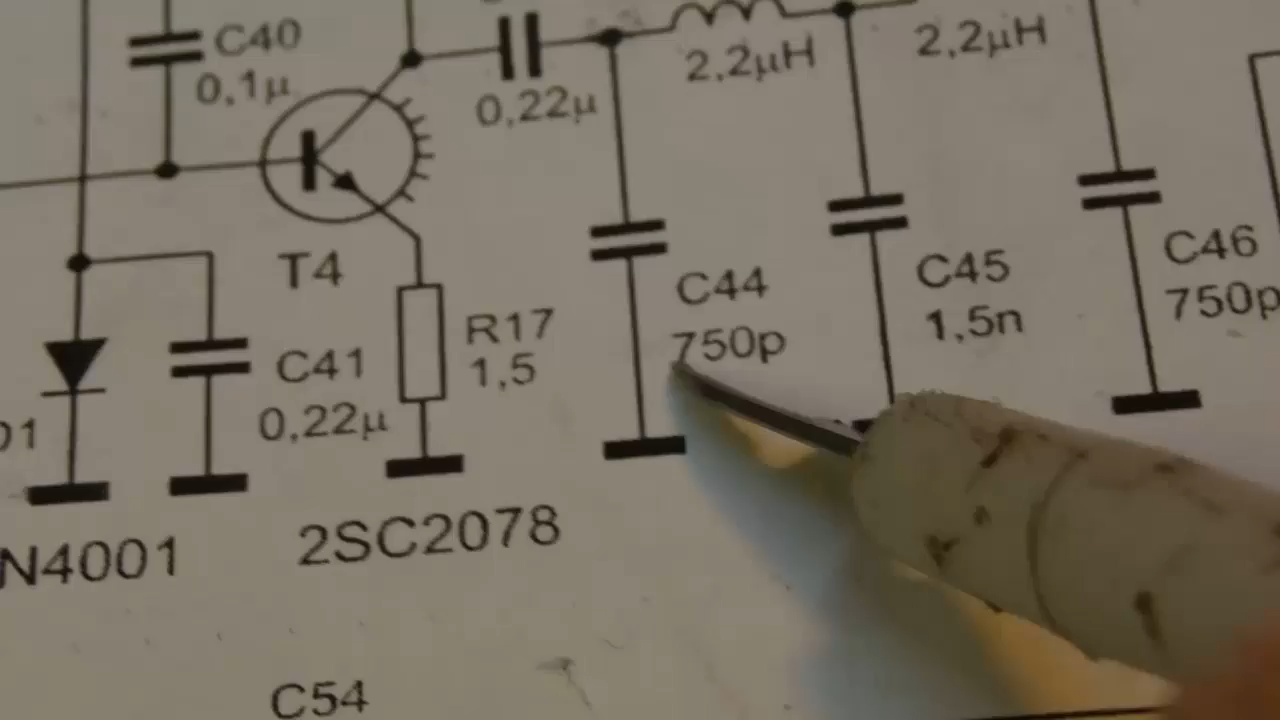 C40
0,1µ
0,22µ
2,2µH
2,2µH
T4
R17
1,5
C41
0,22µ
C44
750p
C45
1,5n
C46
750p
D1
N4001
2SC2078
C54